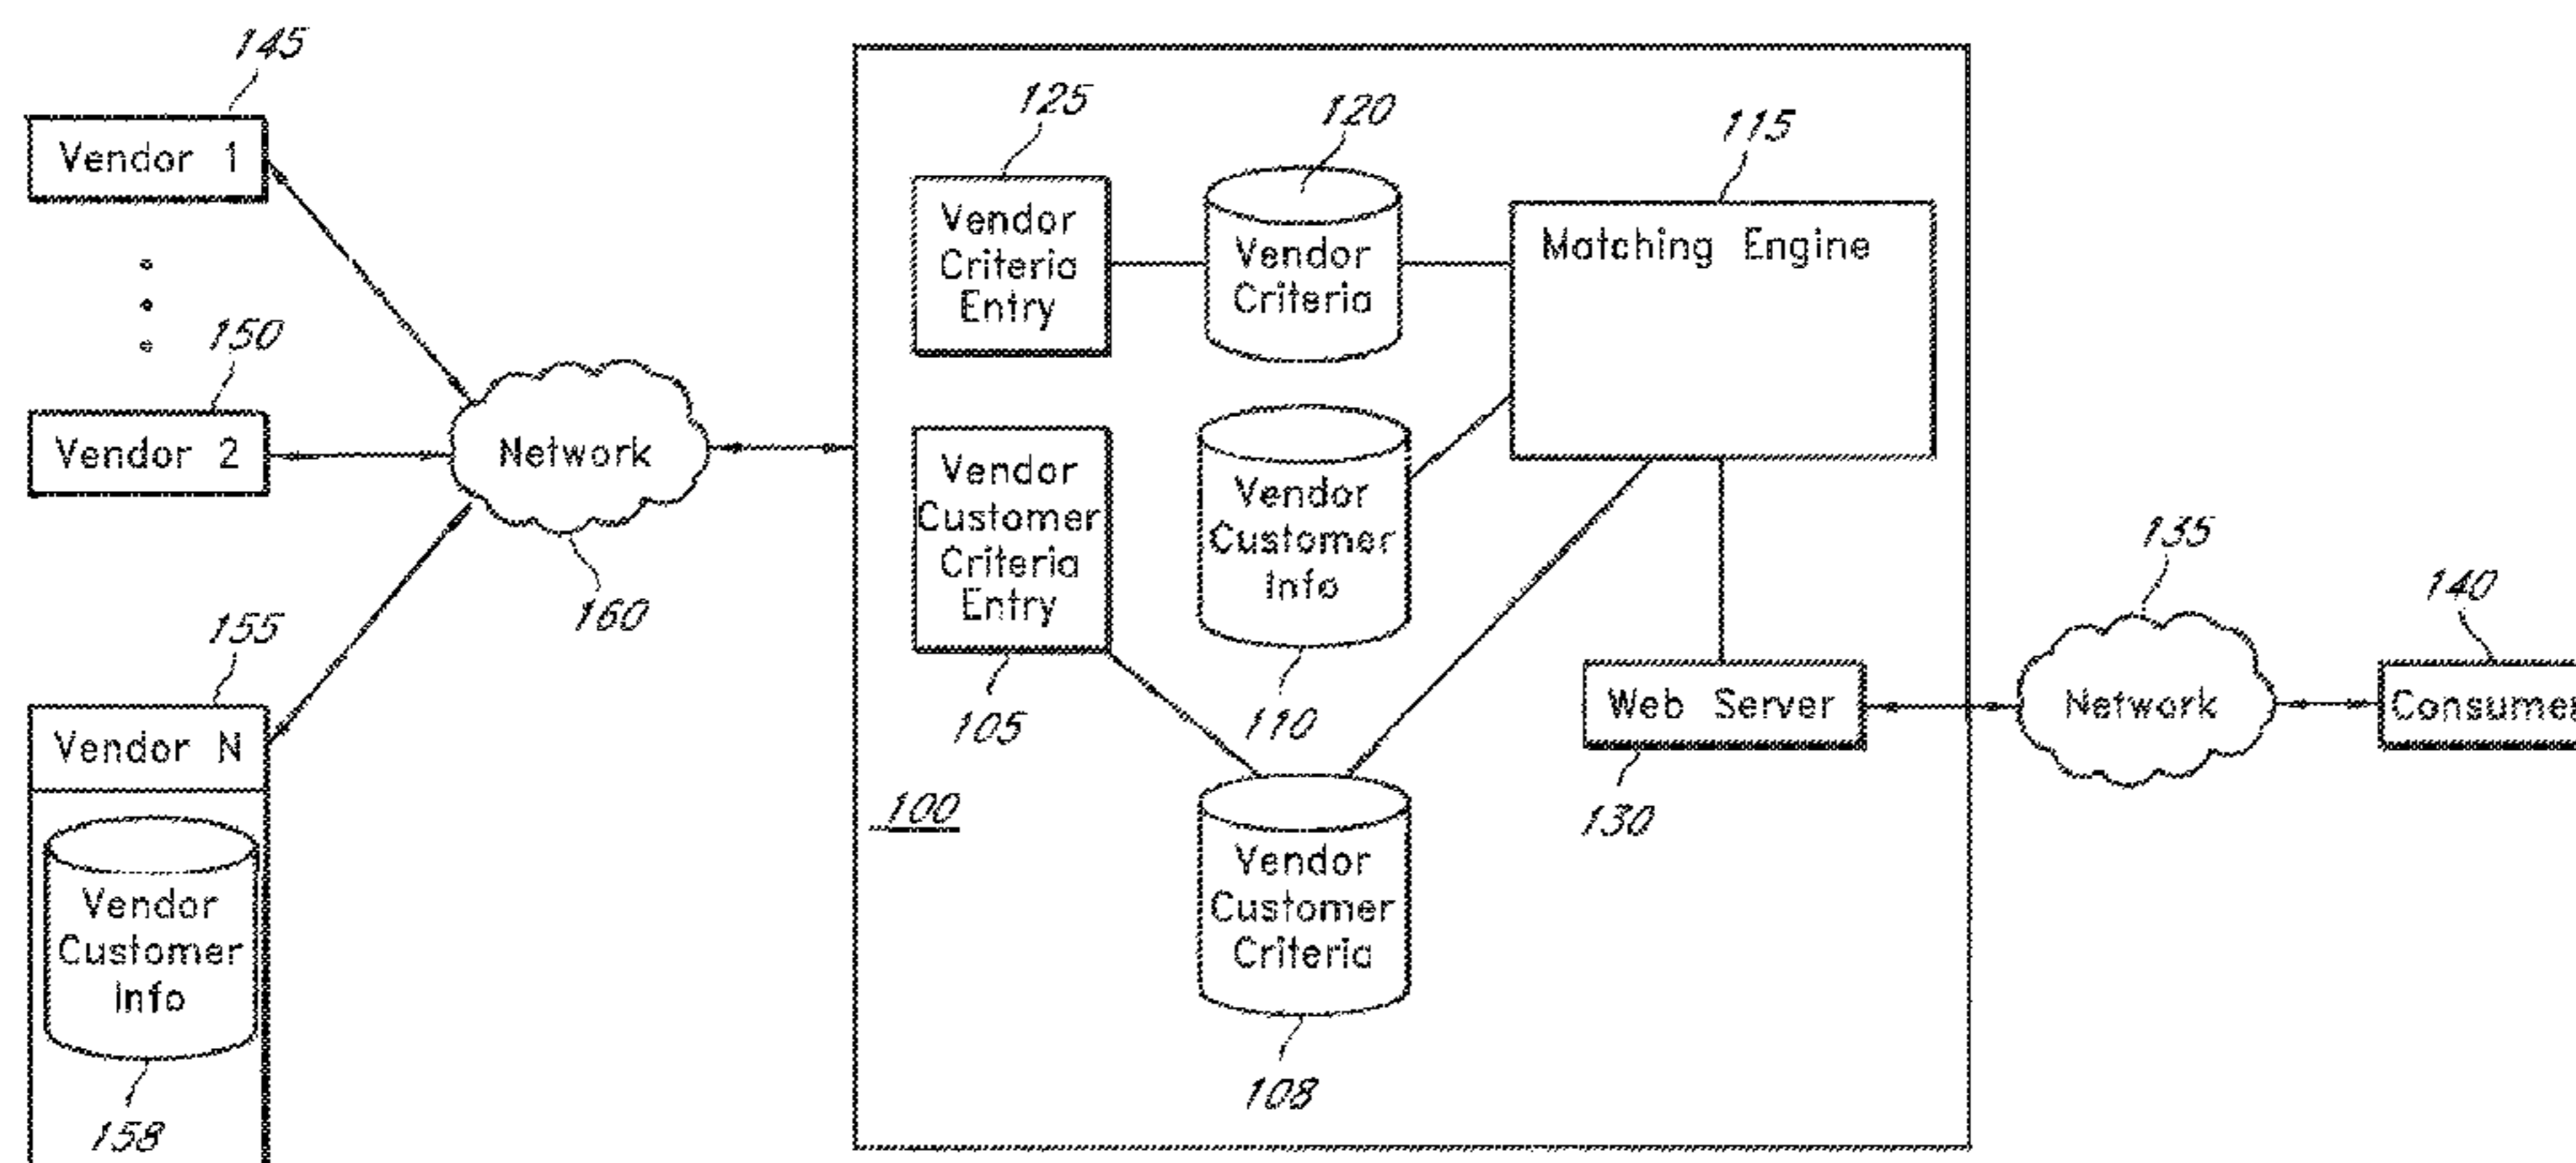 145
Vendor 1
150
Vendor 2
155
Vendor N
Vendor
Customer
Info
158
Network
160
100
125
Vendor
Criteria
Entry
120
Vendor
Criteria
115
Matching Engine
Vendor
Customer
Criteria
Entry
105
Vendor
Customer
Info
110
Vendor
Customer
Criteria
108
Web Server
130
135
Network
140
Consumer